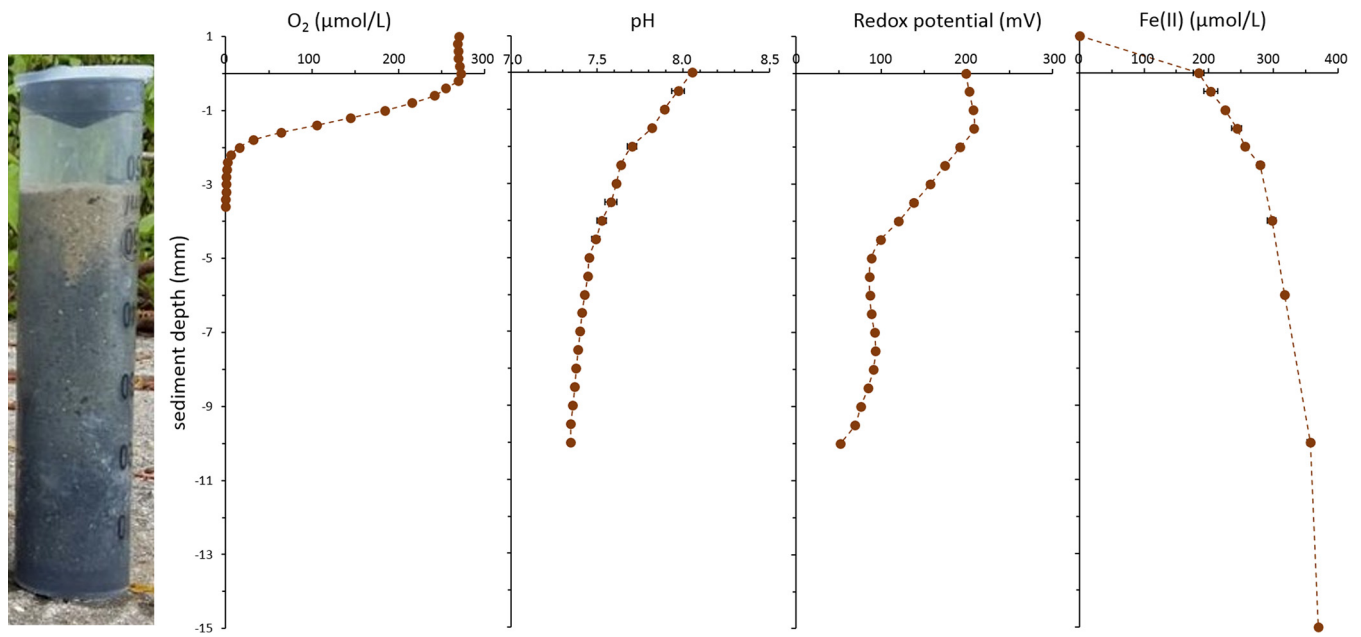 O₂ (µmol/L)
pH
Redox potential (mV)
Fe(II) (µmol/L)
0 100 200 300
7.0 7.5 8.0 8.5
0 100 200 300
0 100 200 300 400
sediment depth (mm)
1
-1
-3
-5
-7
-9
-11
-13
-15
50